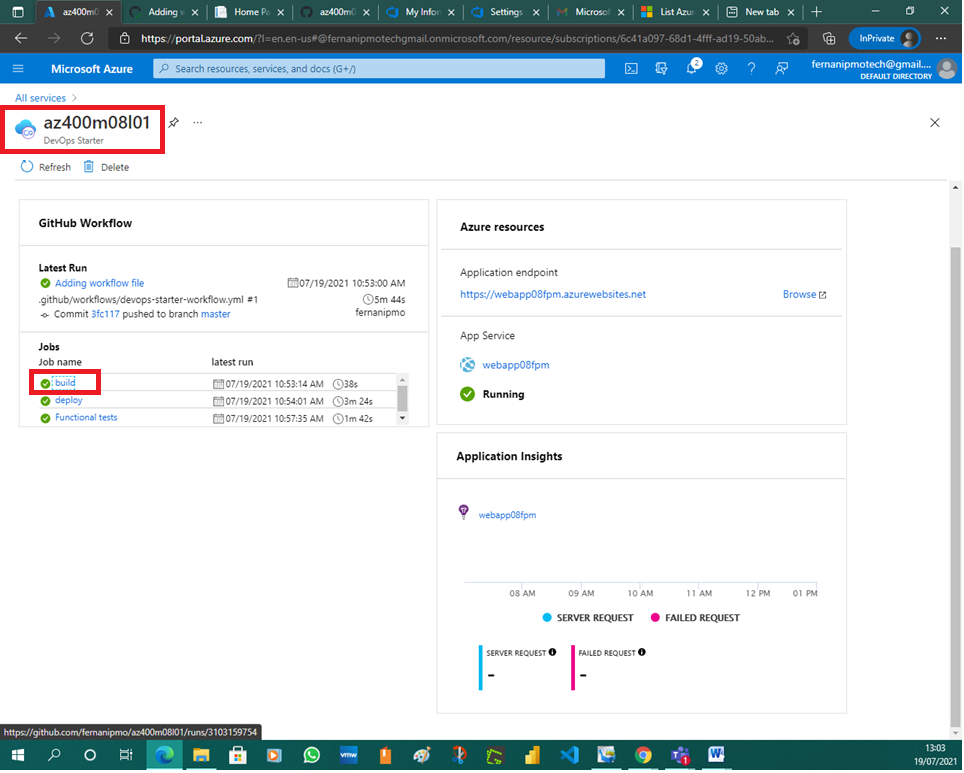 az400m0
Adding w
Home Pa
az400m0
My Infor
Settings
Microsof
List Azur
New tab
https://portal.azure.com/?l=en.en-us#@fernanipmotechgmail.onmicrosoft.com/resource/subscriptions/6c41a097-68d1-4fff-ad19-50ab...
InPrivate
Microsoft Azure
Search resources, services, and docs (G+/)
2
fernanipmotech@gmail....
DEFAULT DIRECTORY
All services >
az400m08l01
...
DevOps Starter
Refresh
Delete
GitHub Workflow
Latest Run
Adding workflow file
07/19/2021 10:53:00 AM
.github/workflows/devops-starter-workflow.yml #1
5m 44s
Commit 3fc117 pushed to branch master
fernanipmo
Jobs
Job name
latest run
build
07/19/2021 10:53:14 AM
38s
deploy
07/19/2021 10:54:01 AM
3m 24s
Functional tests
07/19/2021 10:57:35 AM
1m 42s
Azure resources
Application endpoint
https://webapp08fpm.azurewebsites.net
Browse
App Service
webapp08fpm
Running
Application Insights
webapp08fpm
08 AM
09 AM
10 AM
11 AM
12 PM
01 PM
SERVER REQUEST
FAILED REQUEST
SERVER REQUEST
--
FAILED REQUEST
--
https://github.com/fernanipmo/az400m08l01/runs/3103159754
vmw
1
13:03
19/07/2021